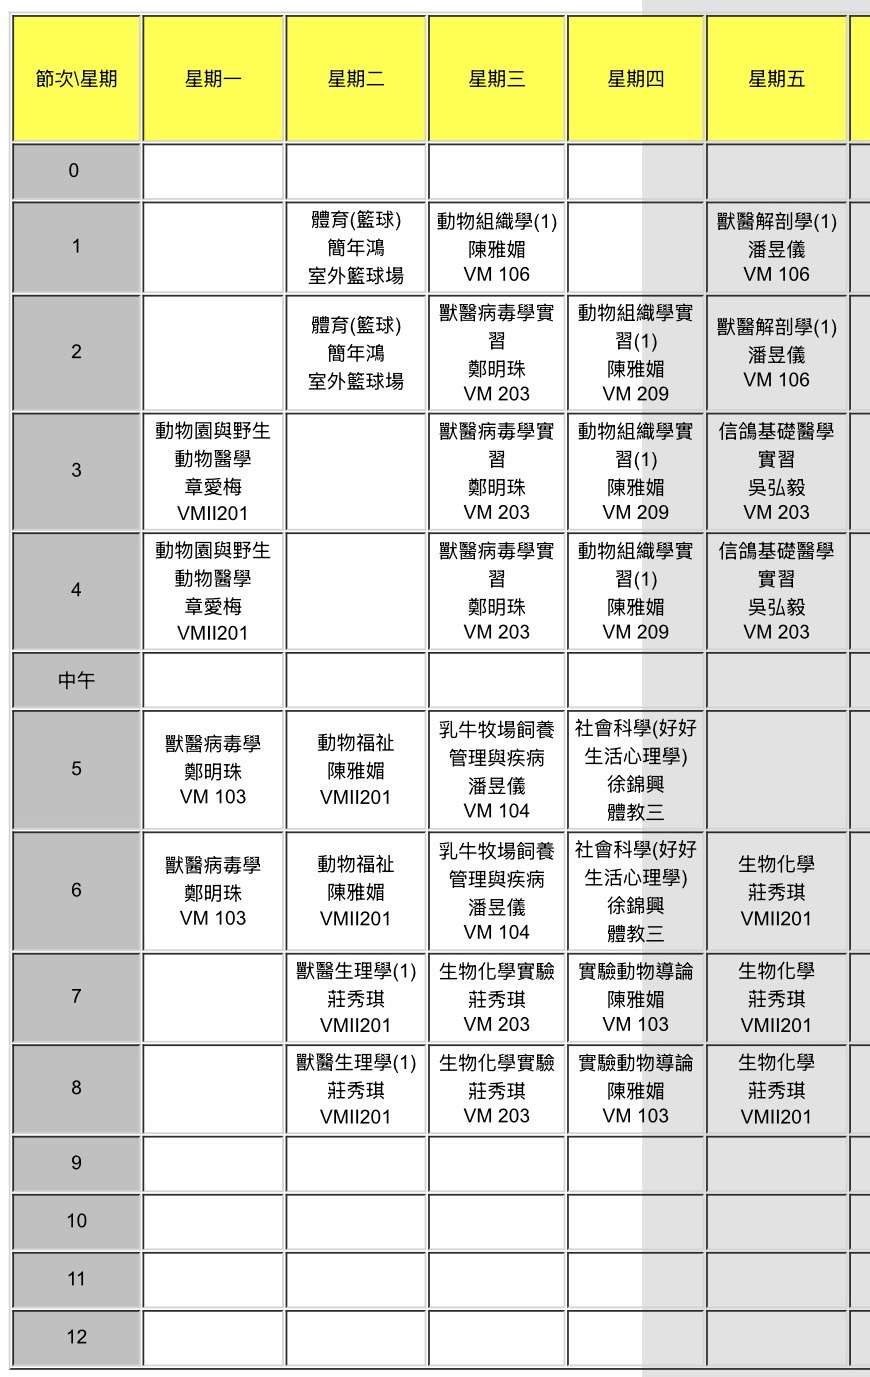 節次\星期 星期一 星期二 星期三 星期四 星期五
0
1
體育(籃球)
簡年鴻
室外籃球場
動物組織學(1)
陳雅媚
VM 106
獸醫解剖學(1)
潘昱儀
VM 106
2
體育(籃球)
簡年鴻
室外籃球場
獸醫病毒學實
習
鄭明珠
VM 203
動物組織學實
習(1)
陳雅媚
VM 209
獸醫解剖學(1)
潘昱儀
VM 106
3
動物園與野生
動物醫學
章愛梅
VMII201
獸醫病毒學實
習
鄭明珠
VM 203
動物組織學實
習(1)
陳雅媚
VM 209
信鴿基礎醫學
實習
吳弘毅
VM 203
4
動物園與野生
動物醫學
章愛梅
VMII201
獸醫病毒學實
習
鄭明珠
VM 203
動物組織學實
習(1)
陳雅媚
VM 209
信鴿基礎醫學
實習
吳弘毅
VM 203
中午
5
獸醫病毒學
鄭明珠
VM 103
動物福祉
陳雅媚
VMII201
乳牛牧場飼養
管理與疾病
潘昱儀
VM 104
社會科學(好好
生活心理學)
徐錦興
體教三
6
獸醫病毒學
鄭明珠
VM 103
動物福祉
陳雅媚
VMII201
乳牛牧場飼養
管理與疾病
潘昱儀
VM 104
社會科學(好好
生活心理學)
徐錦興
體教三
生物化學
莊秀琪
VMII201
7
獸醫生理學(1)
莊秀琪
VMII201
生物化學實驗
莊秀琪
VM 203
實驗動物導論
陳雅媚
VM 103
生物化學
莊秀琪
VMII201
8
獸醫生理學(1)
莊秀琪
VMII201
生物化學實驗
莊秀琪
VM 203
實驗動物導論
陳雅媚
VM 103
生物化學
莊秀琪
VMII201
9
10
11
12